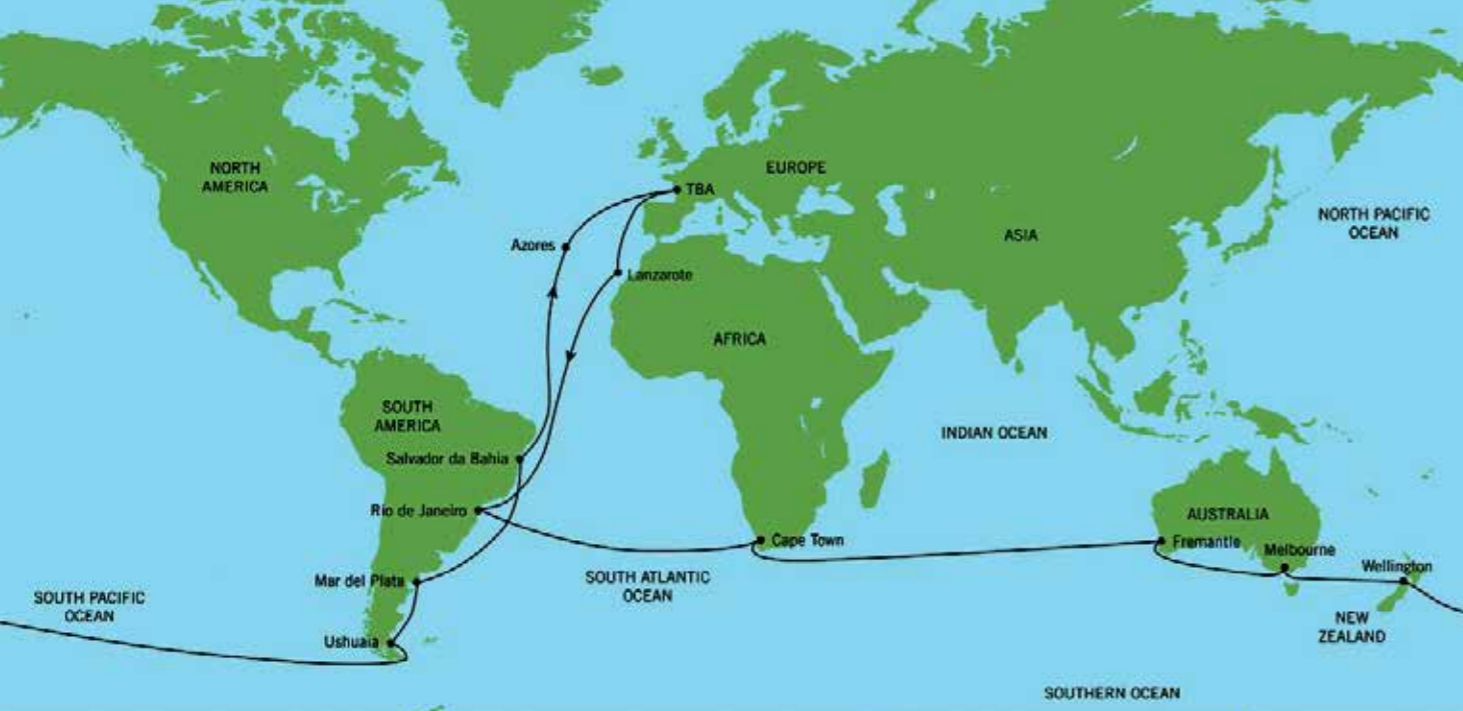 NORTH
AMERICA
EUROPE
TBA
NORTH PACIFIC
OCEAN
ASIA
Azores
Lanzarote
AFRICA
SOUTH
AMERICA
INDIAN OCEAN
Salvador da Bahia
Rio de Janeiro
AUSTRALIA
Cape Town
Fremantle
Melbourne
Wellington
Mar del Plata
SOUTH ATLANTIC
OCEAN
SOUTH PACIFIC
OCEAN
NEW
ZEALAND
Ushuaia
SOUTHERN OCEAN